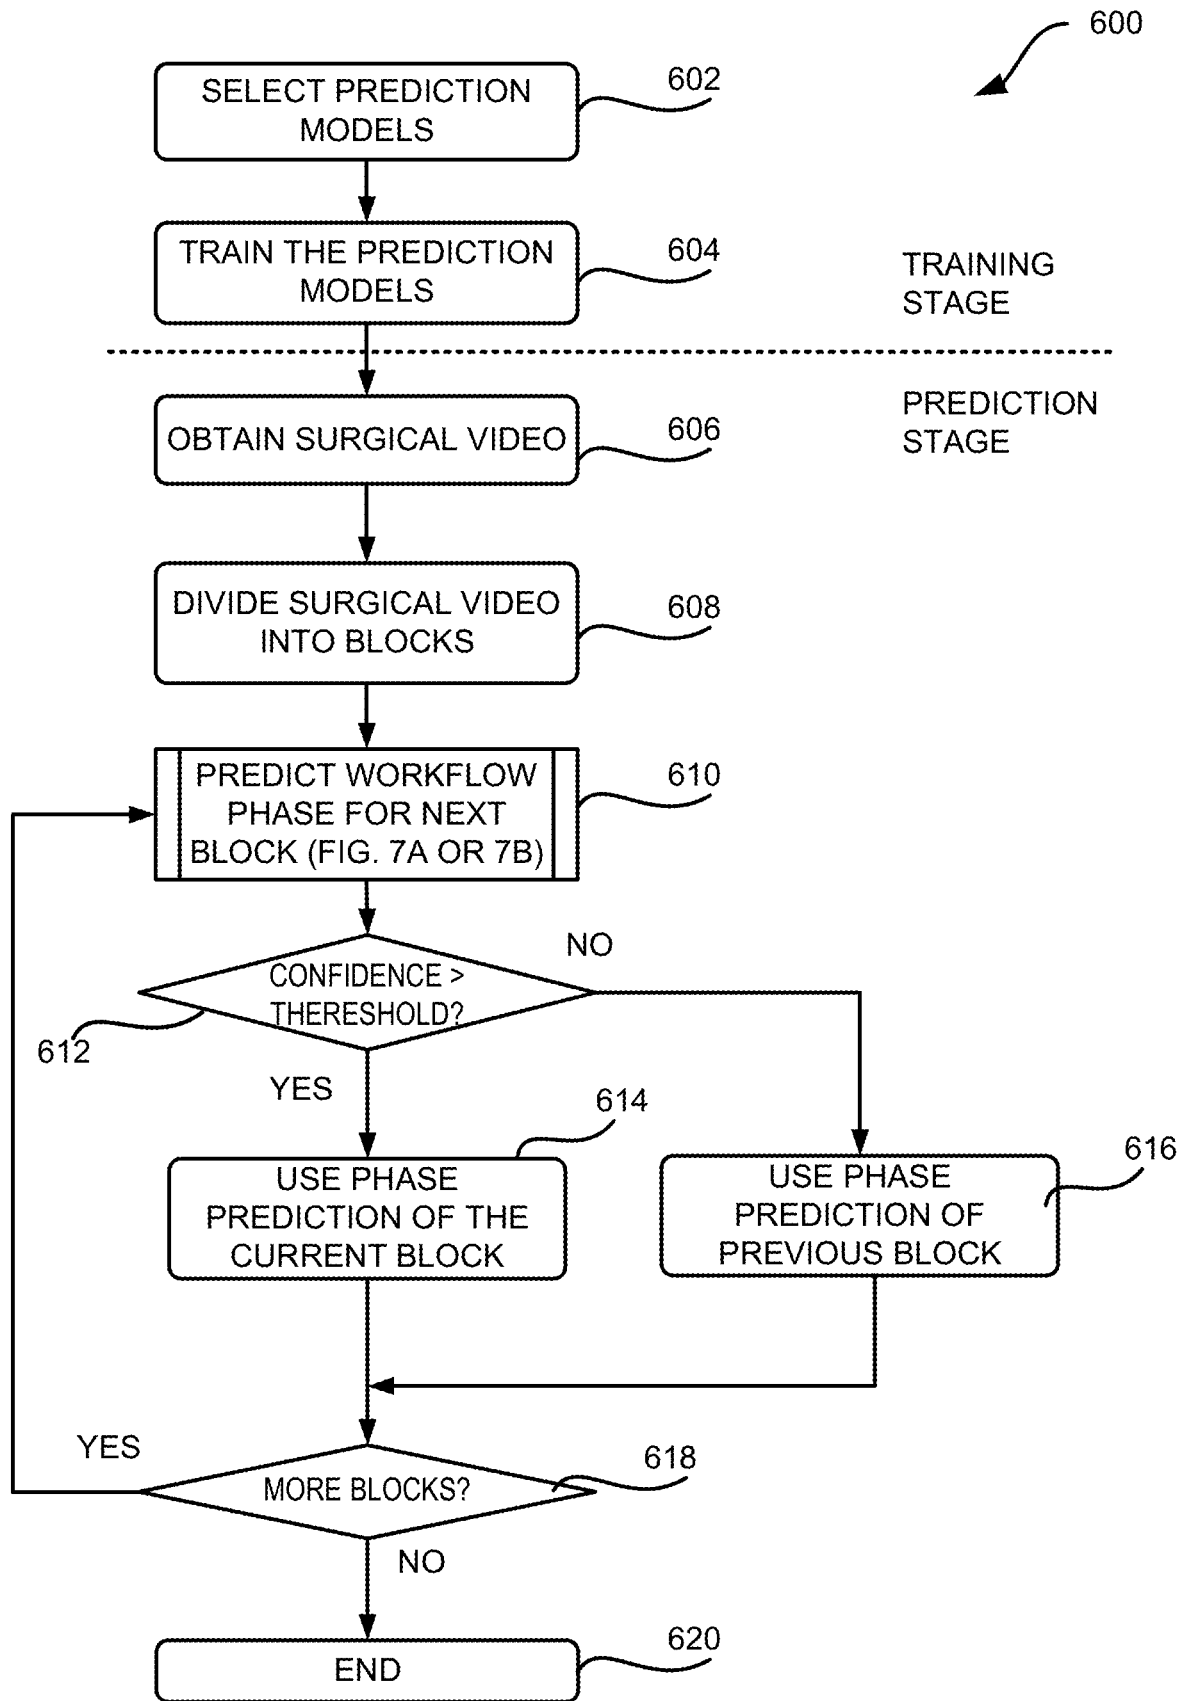 600
SELECT PREDICTION
MODELS
602
TRAIN THE PREDICTION
MODELS
604
TRAINING
STAGE
PREDICTION
STAGE
OBTAIN SURGICAL VIDEO
606
DIVIDE SURGICAL VIDEO
INTO BLOCKS
608
PREDICT WORKFLOW
PHASE FOR NEXT
BLOCK (FIG. 7A OR 7B)
610
NO
CONFIDENCE >
THERESHOLD?
612
YES
614
USE PHASE
PREDICTION OF THE
CURRENT BLOCK
616
USE PHASE
PREDICTION OF
PREVIOUS BLOCK
YES
MORE BLOCKS?
618
NO
END
620